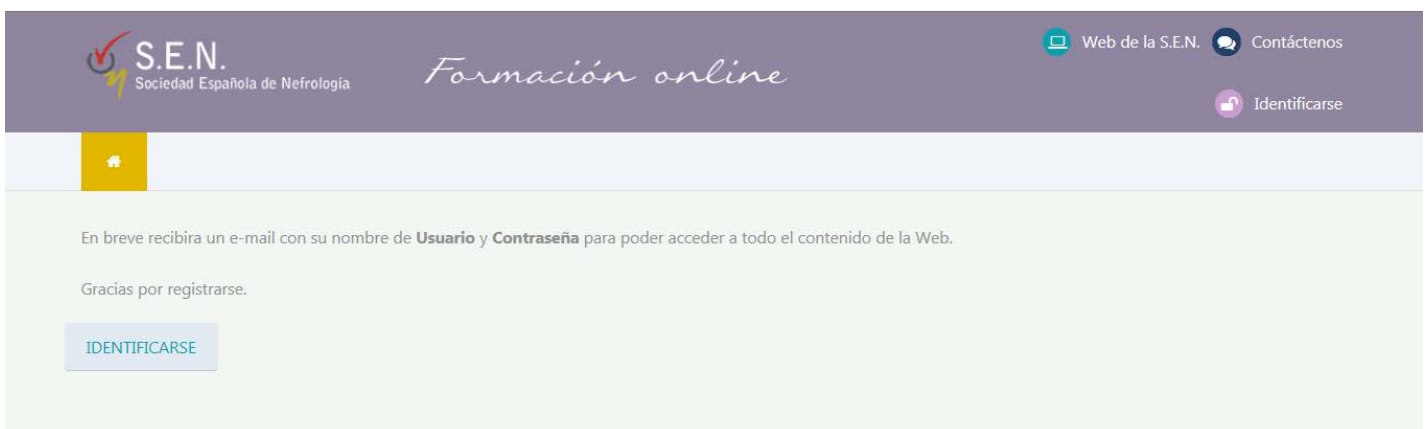 S.E.N.
Sociedad Española de Nefrología
Formación online
Web de la S.E.N.
Contáctenos
Identificarse
En breve recibira un e-mail con su nombre de Usuario y Contraseña para poder acceder a todo el contenido de la Web.
Gracias por registrarse.
IDENTIFICARSE